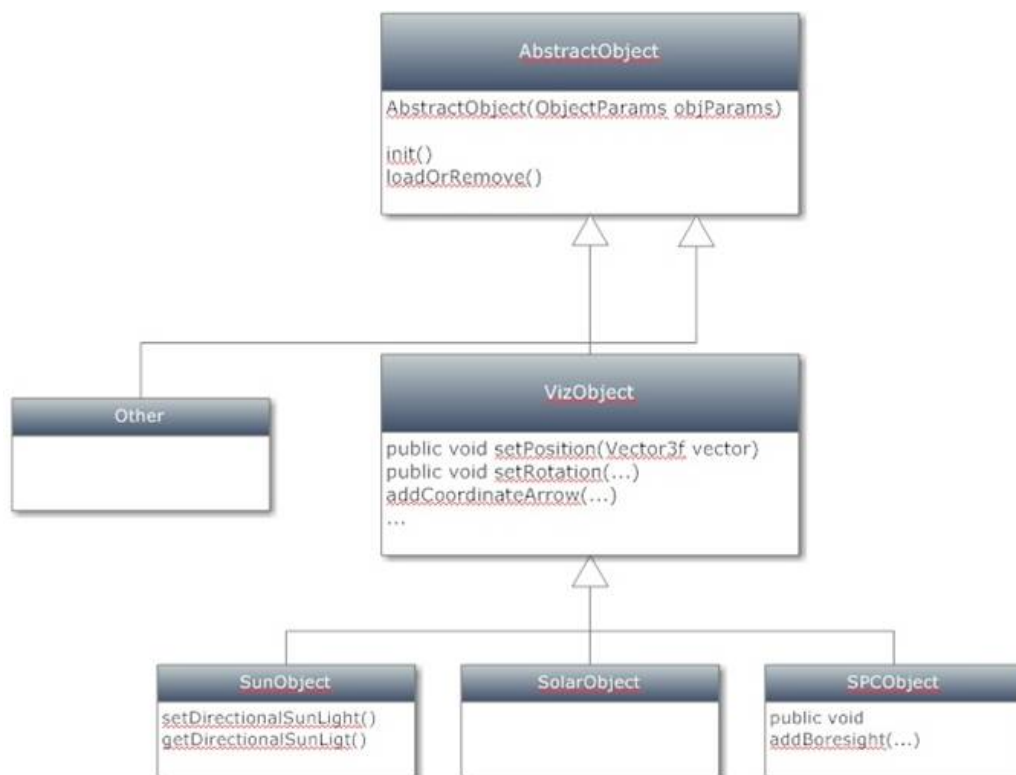 AbstractObject
AbstractObject(ObjectParams objParams)
init()
loadOrRemove()
Other
VizObject
public void setPosition(Vector3f vector)
public void setRotation(...)
addCoordinateArrow(...)
...
SunObject
setDirectionalSunLight()
getDirectionalSunLigt()
SolarObject
SPCObject
public void
addBoresight(...)